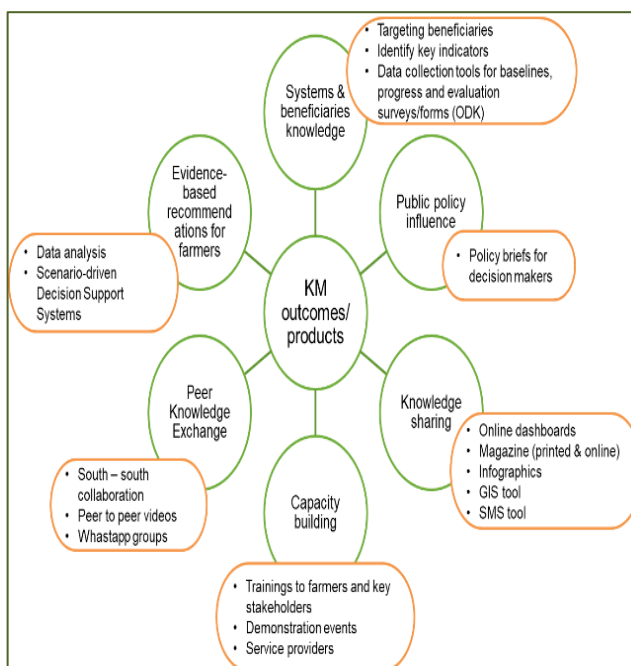 • Targeting beneficiaries
• Identify key indicators
• Data collection tools for baselines,
progress and evaluation
surveys/forms (ODK)
Systems &
beneficiaries
knowledge
Evidence-
based
recommend
ations for
farmers
Public policy
influence
• Data analysis
• Scenario-driven
Decision Support
Systems
• Policy briefs for
decision makers
KM
outcomes/
products
Peer
Knowledge
Exchange
Knowledge
sharing
• South – south
collaboration
• Peer to peer videos
• Whastapp groups
• Online dashboards
• Magazine (printed & online)
• Infographics
• GIS tool
• SMS tool
Capacity
building
• Trainings to farmers and key
stakeholders
• Demonstration events
• Service providers